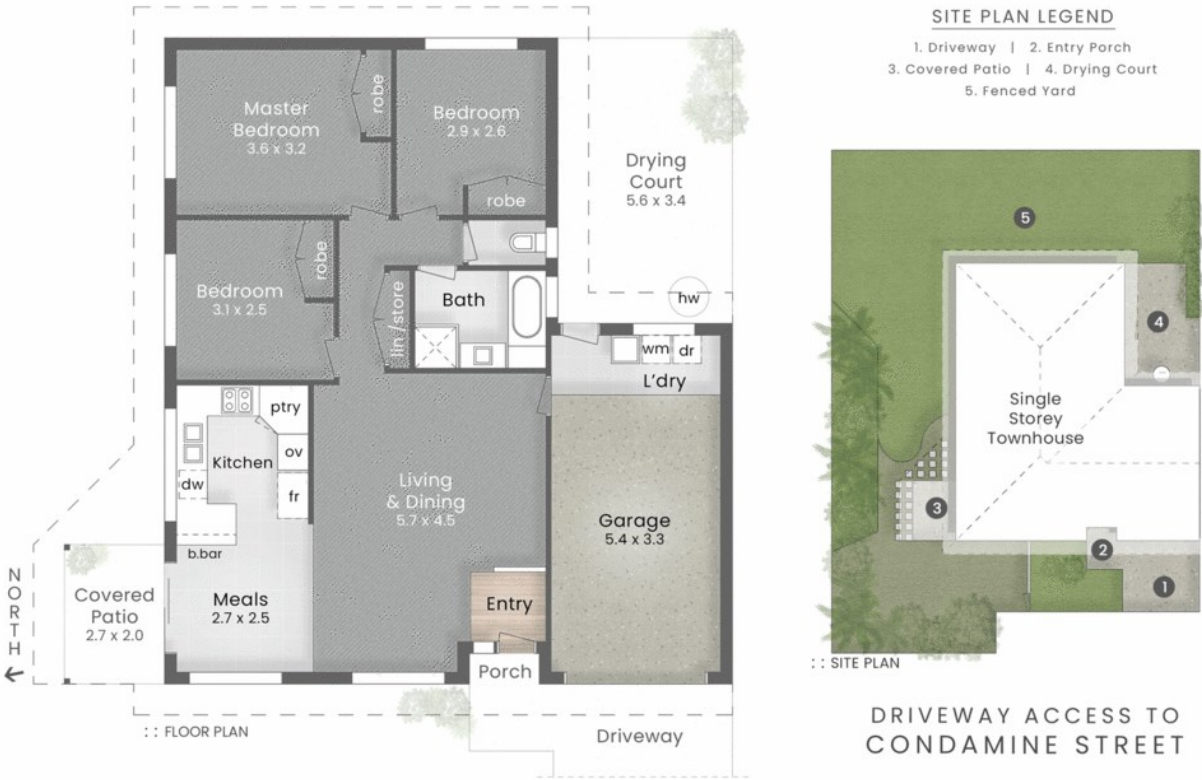 Master
Bedroom
3.6 x 3.2
robe
Bedroom
2.9 x 2.6
robe
Drying
Court
5.6 x 3.4
Bedroom
3.1 x 2.5
robe
lin /store
Bath
hw
wm
dr
L'dry
ptry
Kitchen
ov
dw
fr
b.bar
Living
& Dining
5.7 x 4.5
Garage
5.4 x 3.3
Covered
Patio
2.7 x 2.0
Meals
2.7 x 2.5
Entry
Porch
Driveway
NORTH
:: FLOOR PLAN
SITE PLAN LEGEND
1. Driveway | 2. Entry Porch
3. Covered Patio | 4. Drying Court
5. Fenced Yard
5
4
Single
Storey
Townhouse
3
2
1
:: SITE PLAN
DRIVEWAY ACCESS TO
CONDAMINE STREET